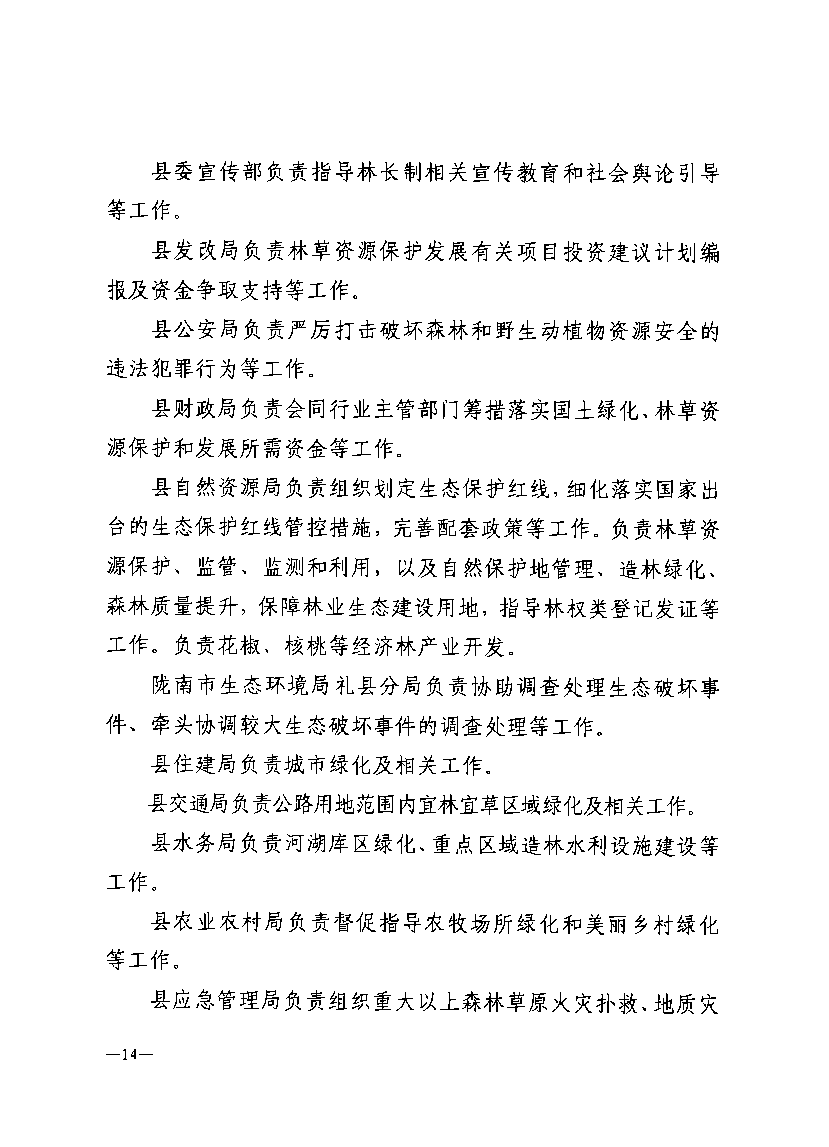 县委宣传部负责指导林长制相关宣传教育和社会舆论引导
等工作。
县发改局负责林草资源保护发展有关项目投资建议计划编
报及资金争取支持等工作。
县公安局负责严厉打击破坏森林和野生动植物资源安全的
违法犯罪行为等工作。
县财政局负责会同行业主管部门筹措落实国土绿化、林草资
源保护和发展所需资金等工作。
县自然资源局负责组织划定生态保护红线，细化落实国家出
台的生态保护红线管控措施，完善配套政策等工作。负责林草资
源保护、监管、监测和利用，以及自然保护地管理、造林绿化、
森林质量提升，保障林业生态建设用地，指导林权类登记发证等
工作。负责花椒、核桃等经济林产业开发。
陇南市生态环境局礼县分局负责协助调查处理生态破坏事
件、牵头协调较大生态破坏事件的调查处理等工作。
县住建局负责城市绿化及相关工作。
县交通局负责公路用地范围内宜林宜草区域绿化及相关工作。
县水务局负责河湖库区绿化、重点区域造林水利设施建设等
工作。
县农业农村局负责督促指导农牧场所绿化和美丽乡村绿化
等工作。
县应急管理局负责组织重大以上森林草原火灾扑救、地质灾
—14—